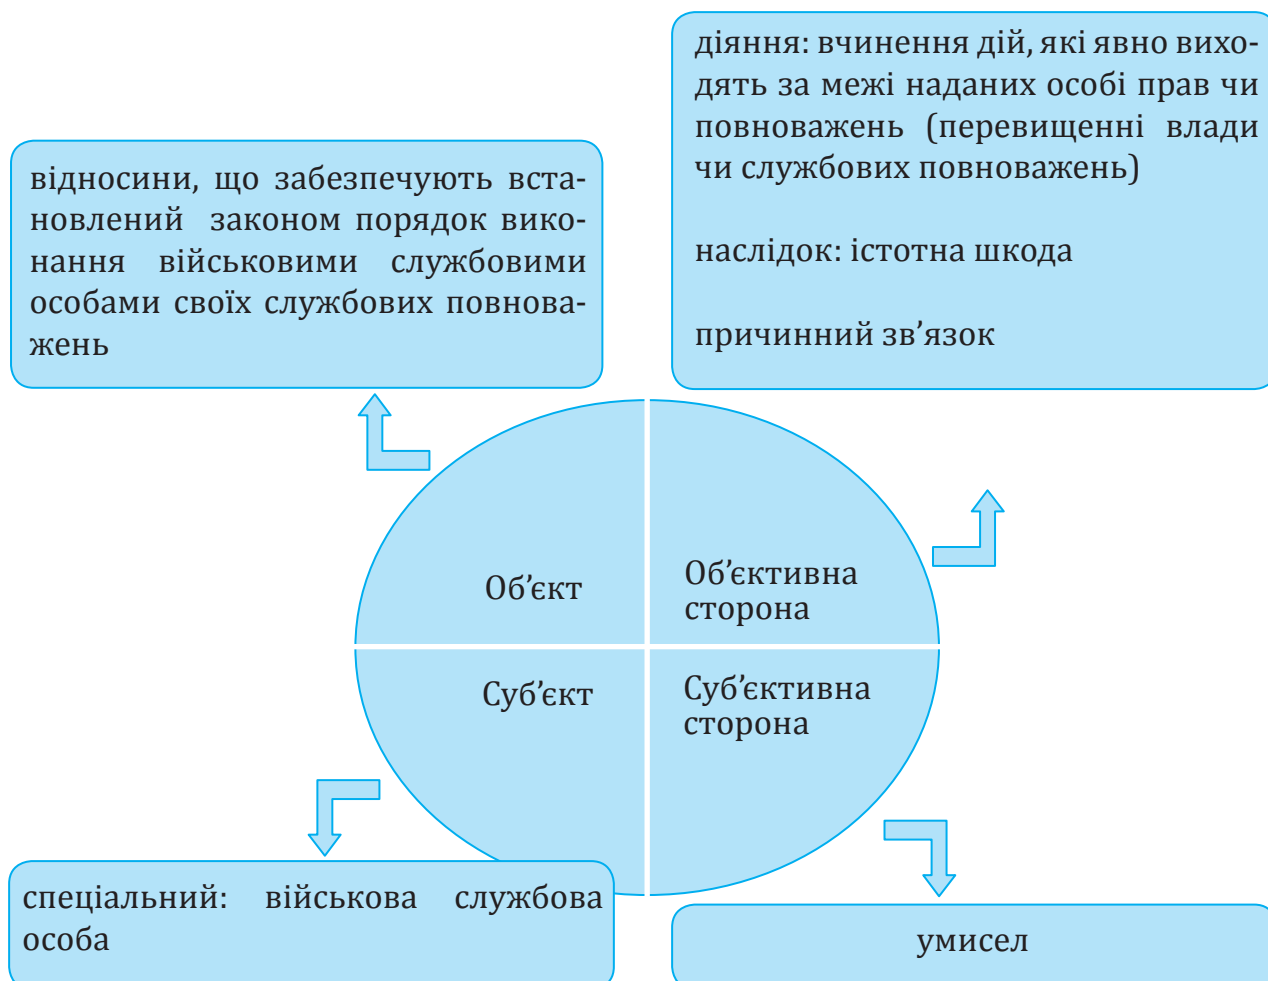 діяння: вчинення дій, які явно вихо-
дять за межі наданих особі прав чи
повноважень (перевищенні влади
чи службових повноважень)
наслідок: істотна шкода
причинний зв’язок
відносини, що забезпечують вста-
новлений законом порядок вико-
нання військовими службовими
особами своїх службових повнова-
жень
Об’єкт
Об’єктивна
сторона
Суб’єкт
Суб’єктивна
сторона
спеціальний: військова службова
особа
умисел